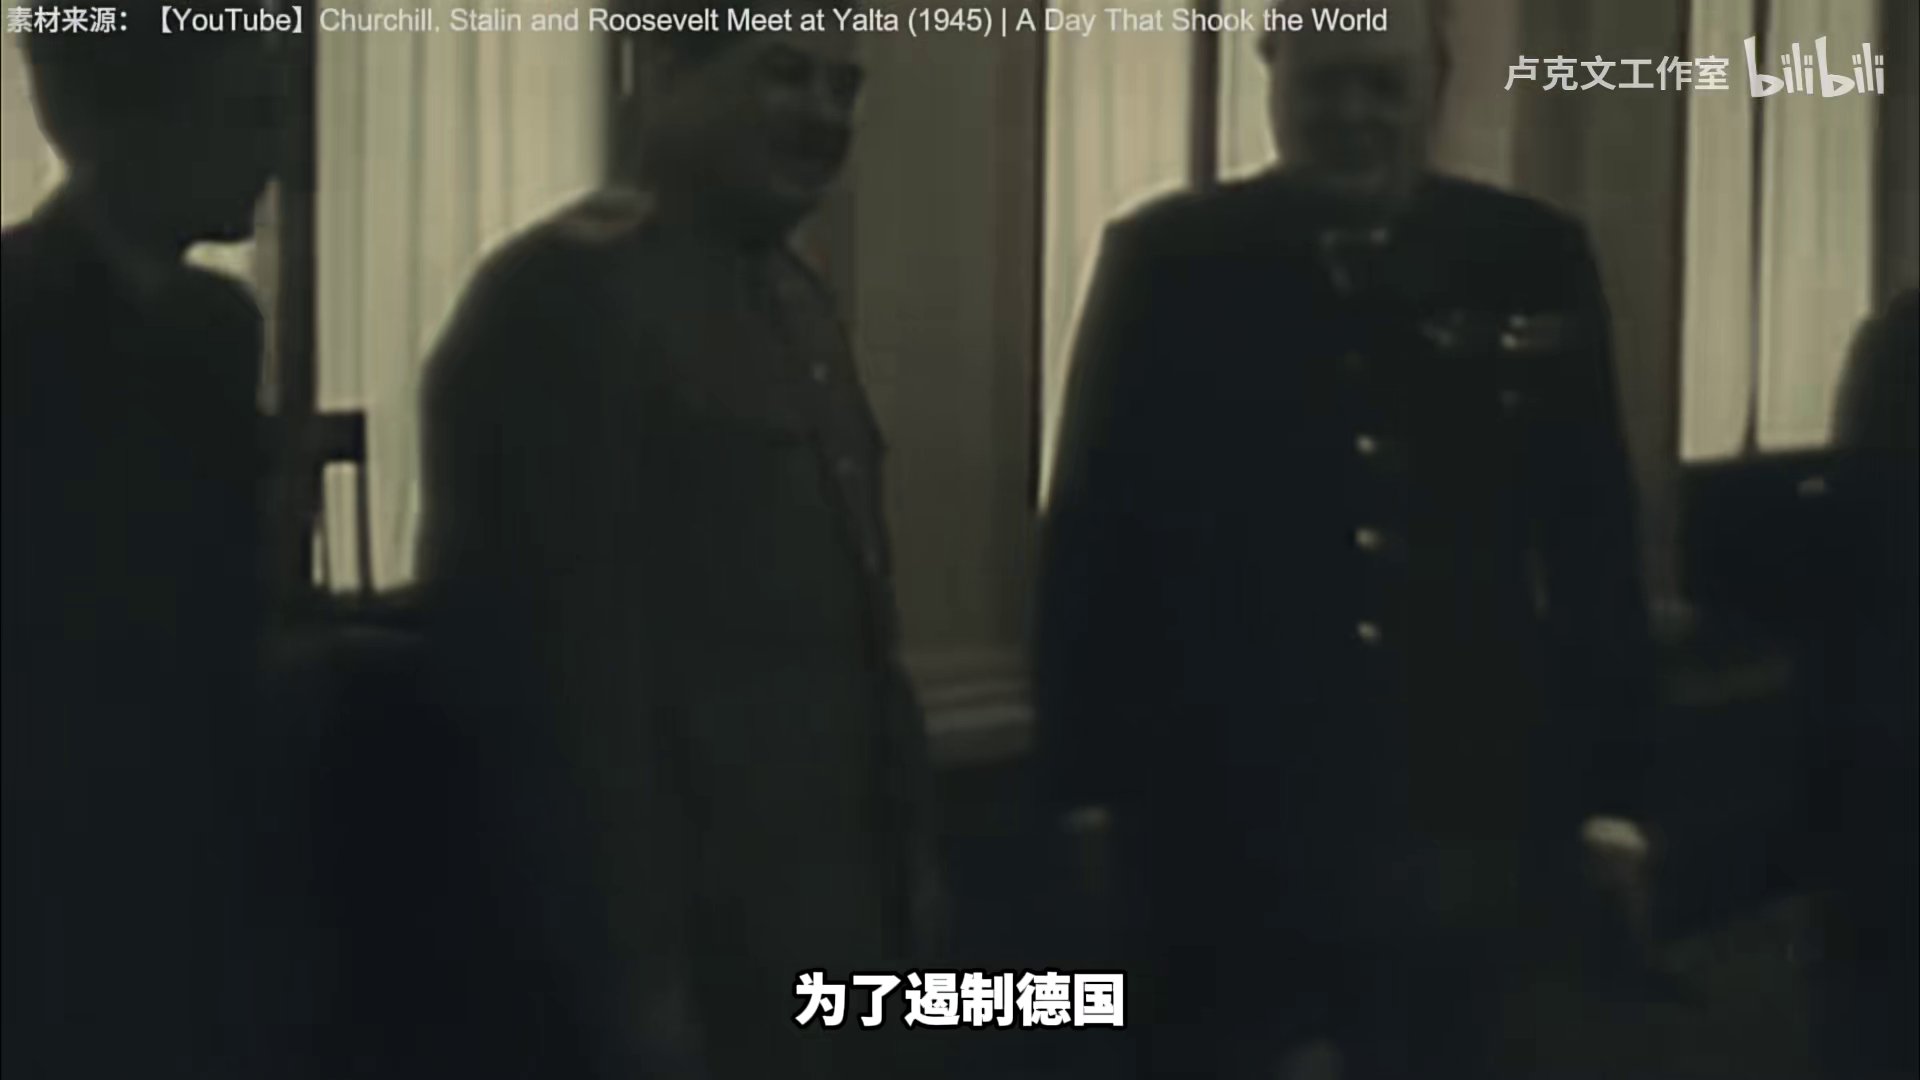 素材来源：【YouTube】Churchill, Stalin and Roosevelt Meet at Yalta (1945) | A Day That Shook the World
卢克文工作室 bilibili
为了遏制德国